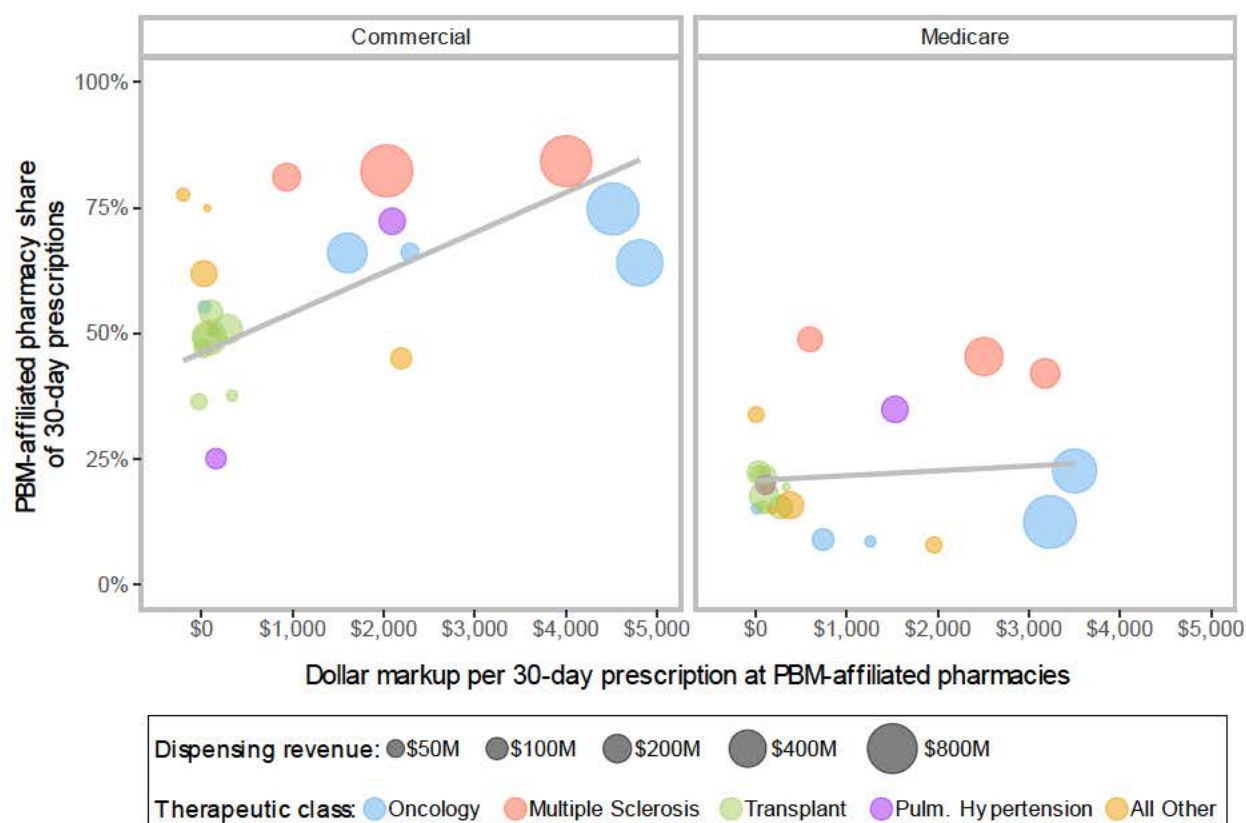 Commercial
Medicare
100%
75%
50%
25%
0%
PBM-affiliated pharmacy share
of 30-day prescriptions
$0 $1,000 $2,000 $3,000 $4,000 $5,000
$0 $1,000 $2,000 $3,000 $4,000 $5,000
Dollar markup per 30-day prescription at PBM-affiliated pharmacies
Dispensing revenue: $50M $100M $200M $400M $800M
Therapeutic class: Oncology Multiple Sclerosis Transplant Pulm. Hypertension All Other